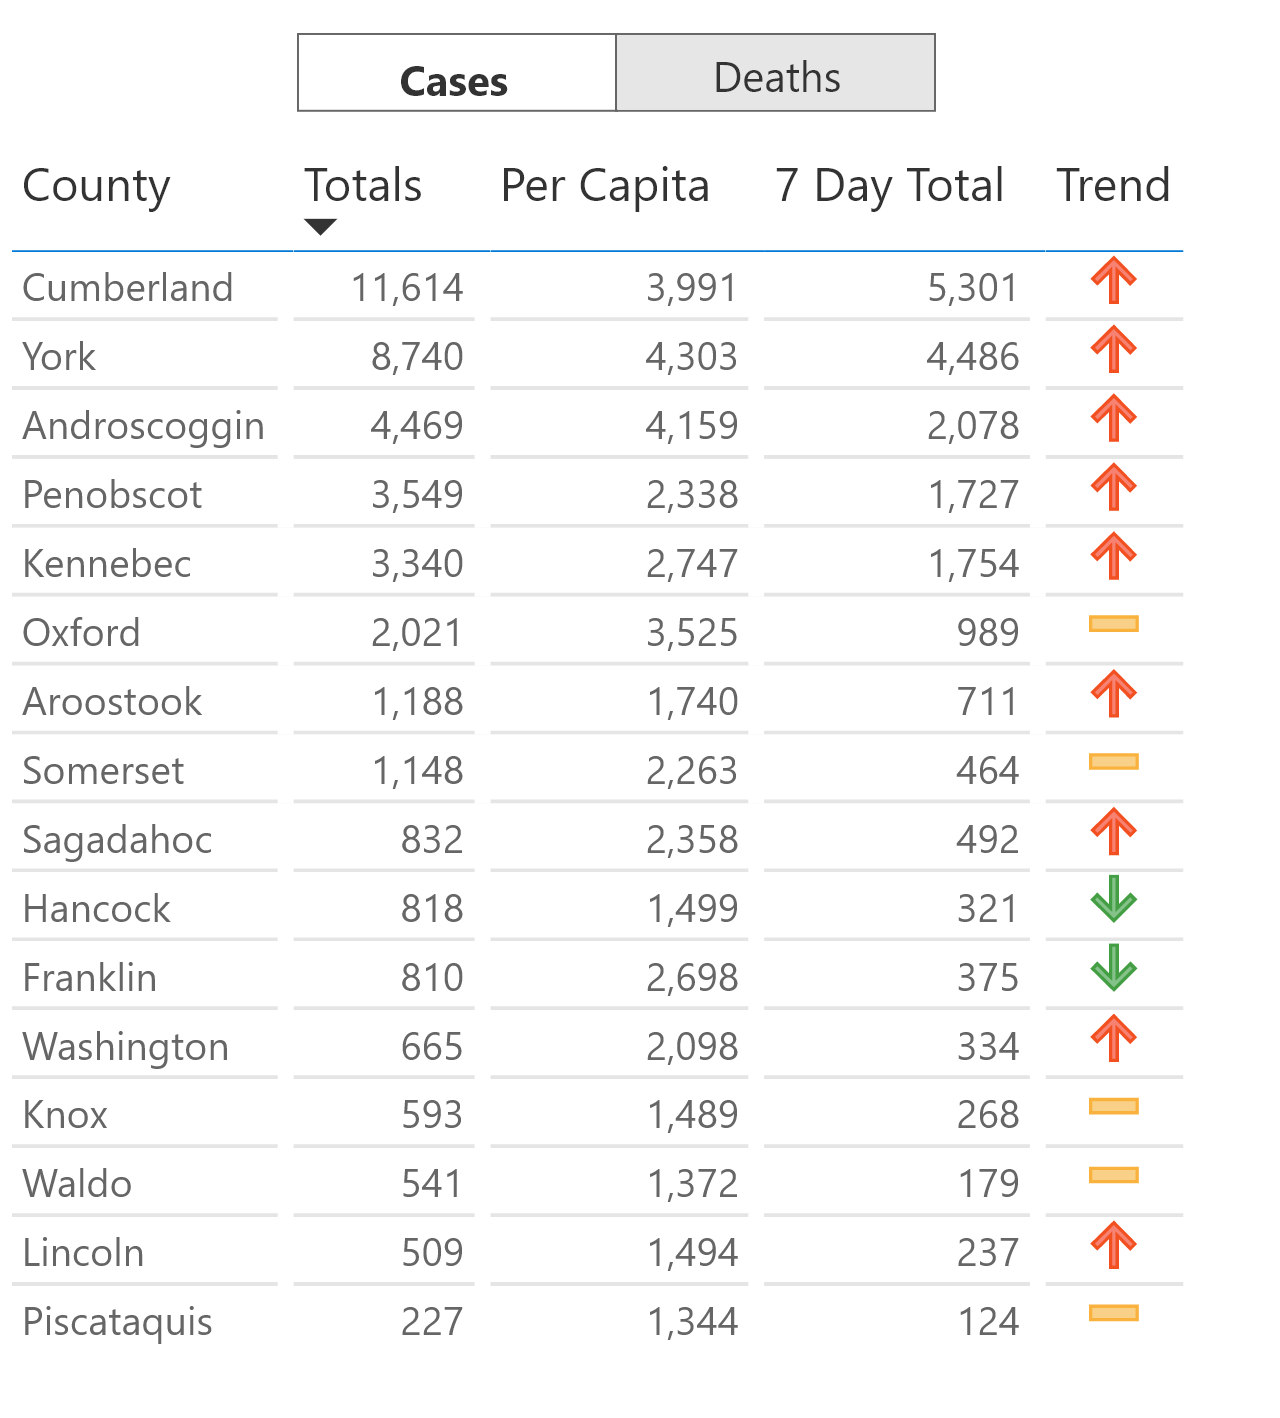 Cases Deaths
County Totals Per Capita 7 Day Total Trend
Cumberland 11,614 3,991 5,301
York 8,740 4,303 4,486
Androscoggin 4,469 4,159 2,078
Penobscot 3,549 2,338 1,727
Kennebec 3,340 2,747 1,754
Oxford 2,021 3,525 989
Aroostook 1,188 1,740 711
Somerset 1,148 2,263 464
Sagadahoc 832 2,358 492
Hancock 818 1,499 321
Franklin 810 2,698 375
Washington 665 2,098 334
Knox 593 1,489 268
Waldo 541 1,372 179
Lincoln 509 1,494 237
Piscataquis 227 1,344 124